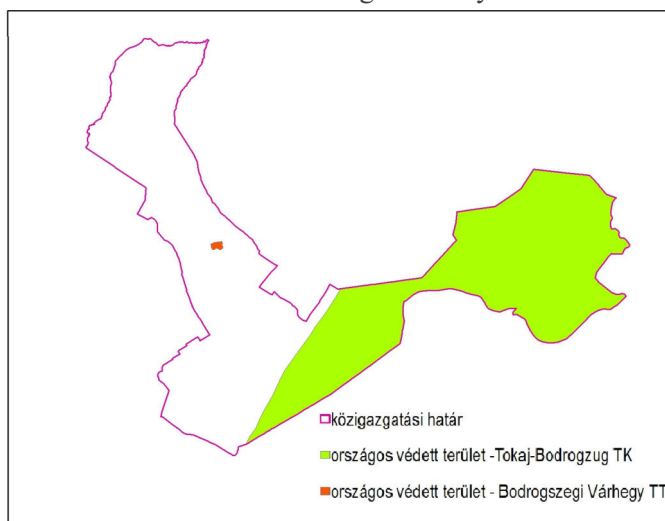 közigazgatási határ
országos védett terület -Tokaj-Bodrogzug TK
országos védett terület - Bodrogszegi Várhegy TT